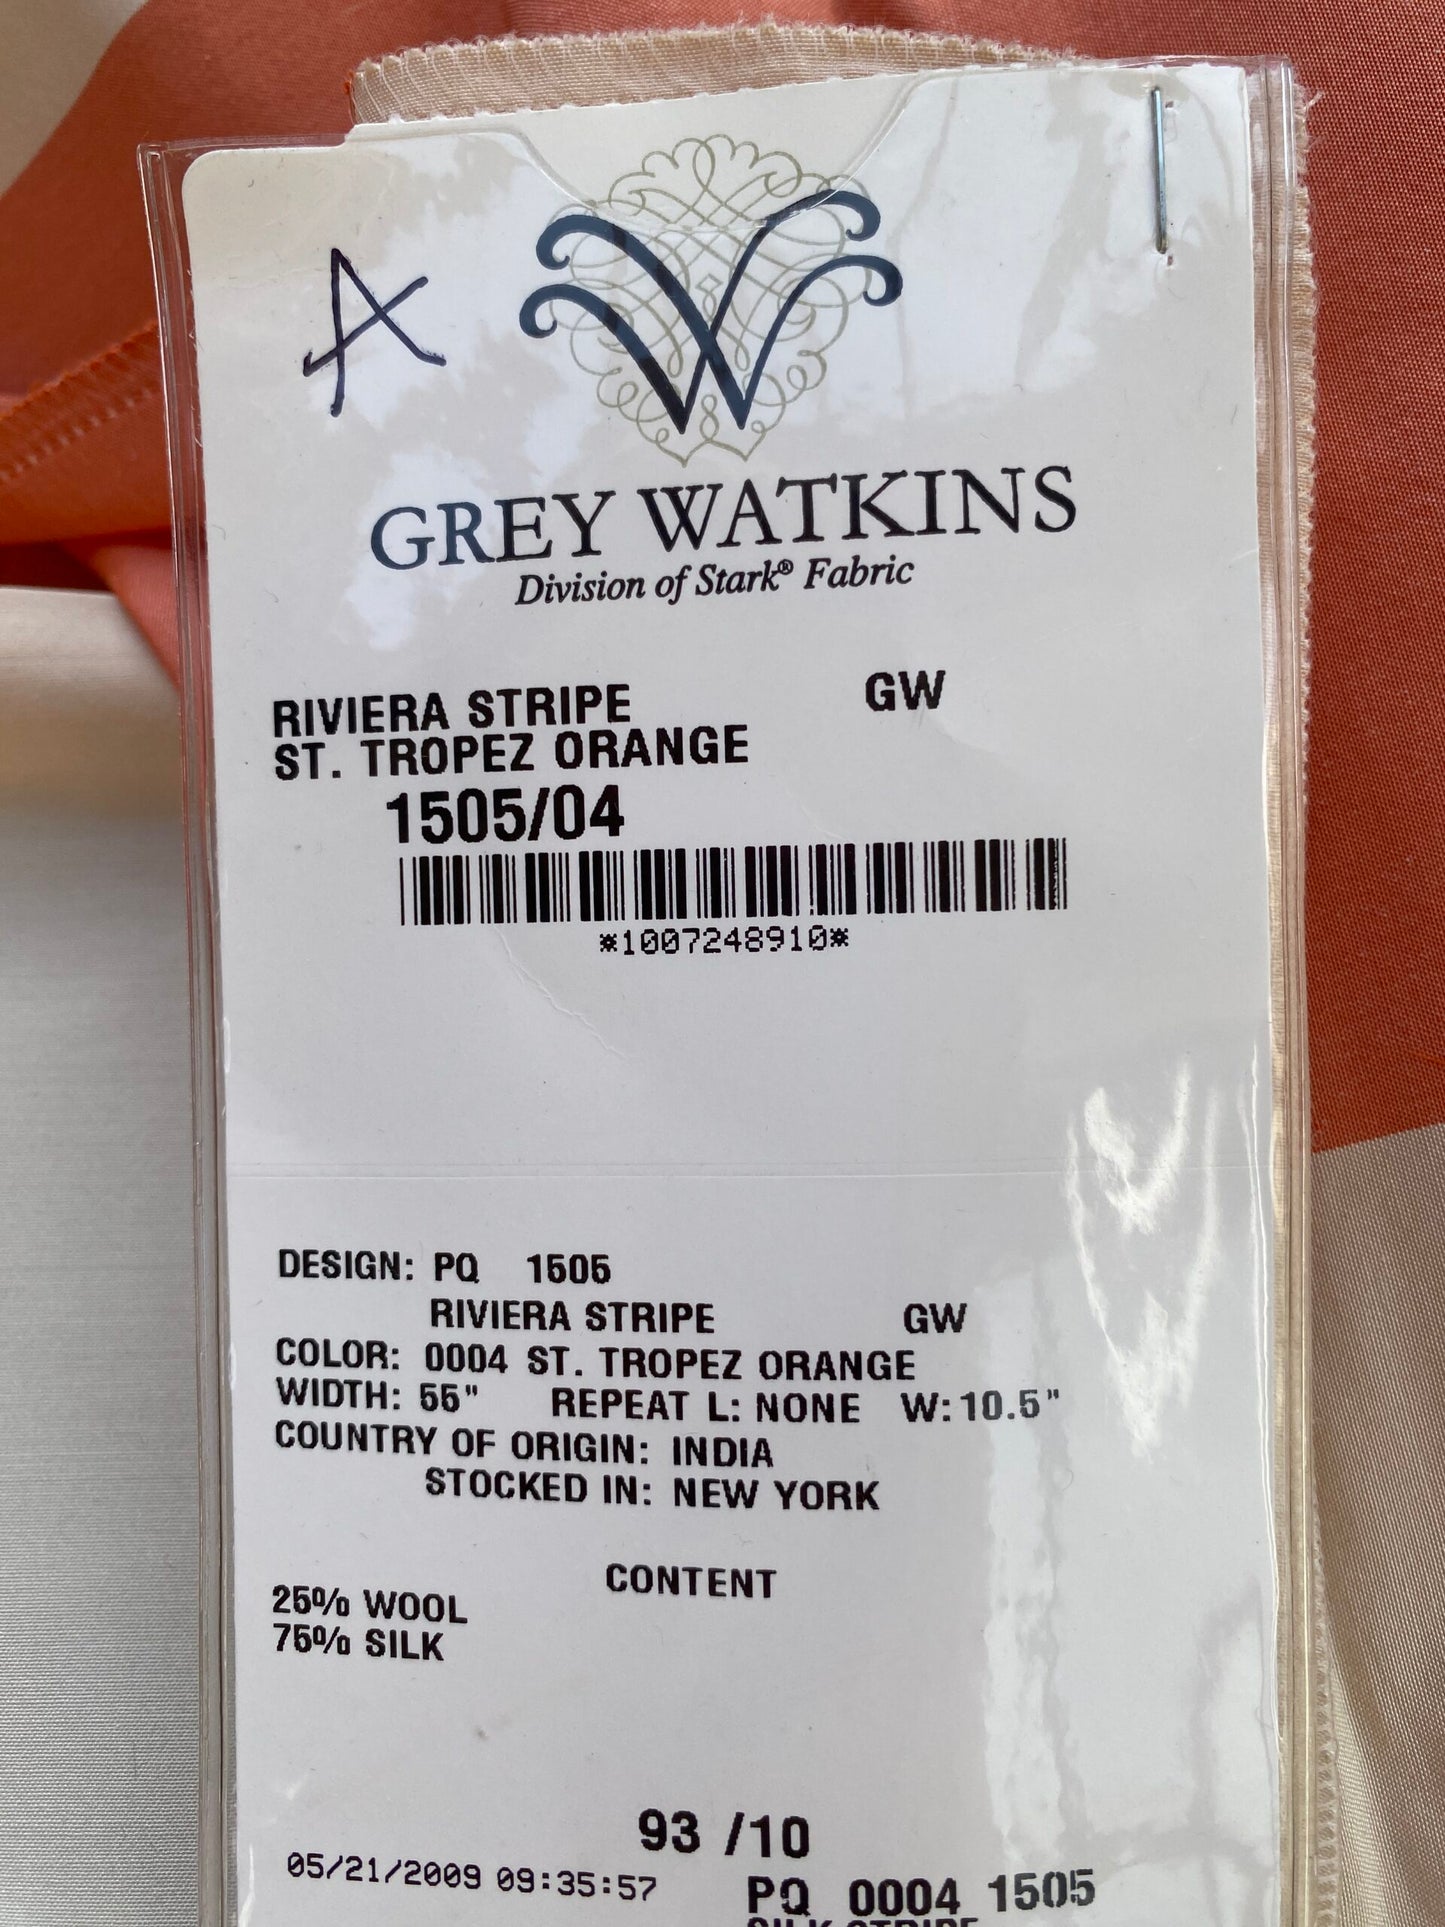 A
W
GREY WATKINS
Division of Stark® Fabric
RIVIERA STRIPE GW
ST. TROPEZ ORANGE
1505/04
*1007248910*
DESIGN: PQ 1505
RIVIERA STRIPE GW
COLOR: 0004 ST. TROPEZ ORANGE
WIDTH: 55" REPEAT L: NONE W: 10.5"
COUNTRY OF ORIGIN: INDIA
STOCKED IN: NEW YORK
CONTENT
25% WOOL
75% SILK
93 /10
05/21/2009 09:35:57
PQ 0004 1505
SILK STRIPE